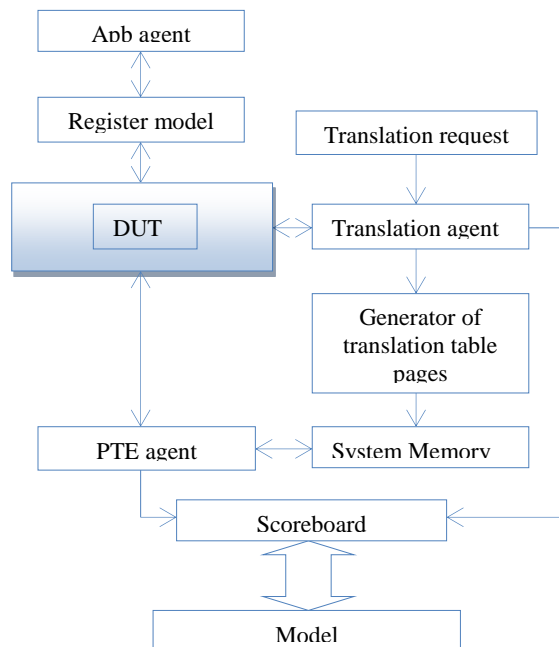 Apb agent
Register model
Translation request
DUT
Translation agent
Generator of
translation table
pages
PTE agent
System Memory
Scoreboard
Model